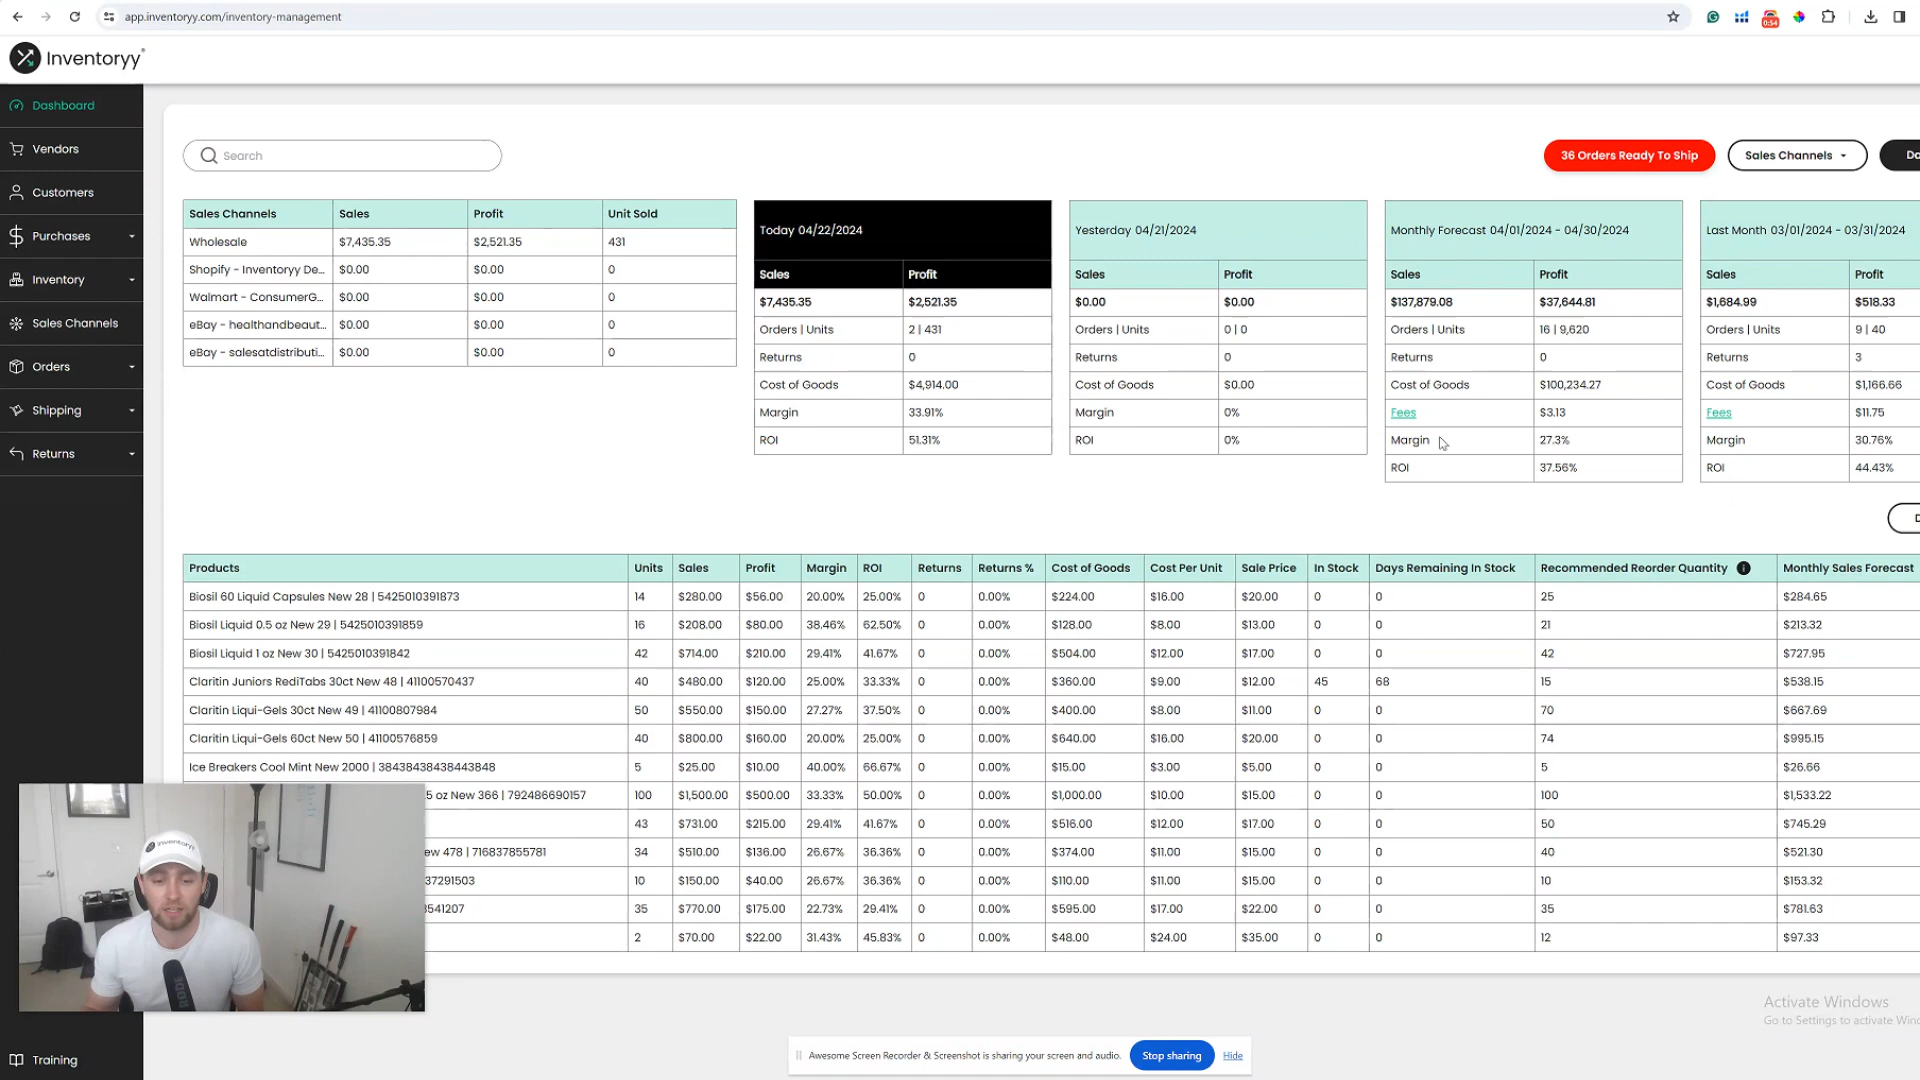 app.inventoryy.com/inventory-management
0:54
Inventoryy®
Dashboard
Vendors
Customers
Purchases
Inventory
Sales Channels
Orders
Shipping
Returns
Training
Search
36 Orders Ready To Ship
Sales Channels
Da
Sales Channels Sales Profit Unit Sold
Wholesale $7,435.35 $2,521.35 431
Shopify - Inventoryy De... $0.00 $0.00 0
Walmart - ConsumerG... $0.00 $0.00 0
eBay - healthandbeaut... $0.00 $0.00 0
eBay - salesatdistributi... $0.00 $0.00 0
Today 04/22/2024
Sales Profit
$7,435.35 $2,521.35
Orders | Units 2 | 431
Returns 0
Cost of Goods $4,914.00
Margin 33.91%
ROI 51.31%
Yesterday 04/21/2024
Sales Profit
$0.00 $0.00
Orders | Units 0 | 0
Returns 0
Cost of Goods $0.00
Margin 0%
ROI 0%
Monthly Forecast 04/01/2024 - 04/30/2024
Sales Profit
$137,879.08 $37,644.81
Orders | Units 16 | 9,620
Returns 0
Cost of Goods $100,234.27
Fees $3.13
Margin 27.3%
ROI 37.56%
Last Month 03/01/2024 - 03/31/2024
Sales Profit
$1,684.99 $518.33
Orders | Units 9 | 40
Returns 3
Cost of Goods $1,166.66
Fees $11.75
Margin 30.76%
ROI 44.43%
Products Units Sales Profit Margin ROI Returns Returns % Cost of Goods Cost Per Unit Sale Price In Stock Days Remaining In Stock Recommended Reorder Quantity Monthly Sales Forecast
Biosil 60 Liquid Capsules New 28 | 5425010391873 14 $280.00 $56.00 20.00% 25.00% 0 0.00% $224.00 $16.00 $20.00 0 0 25 $284.65
Biosil Liquid 0.5 oz New 29 | 5425010391859 16 $208.00 $80.00 38.46% 62.50% 0 0.00% $128.00 $8.00 $13.00 0 0 21 $213.32
Biosil Liquid 1 oz New 30 | 5425010391842 42 $714.00 $210.00 29.41% 41.67% 0 0.00% $504.00 $12.00 $17.00 0 0 42 $727.95
Claritin Juniors RediTabs 30ct New 48 | 41100570437 40 $480.00 $120.00 25.00% 33.33% 0 0.00% $360.00 $9.00 $12.00 45 68 15 $538.15
Claritin Liqui-Gels 30ct New 49 | 41100807984 50 $550.00 $150.00 27.27% 37.50% 0 0.00% $400.00 $8.00 $11.00 0 0 70 $667.69
Claritin Liqui-Gels 60ct New 50 | 41100576859 40 $800.00 $160.00 20.00% 25.00% 0 0.00% $640.00 $16.00 $20.00 0 0 74 $995.15
Ice Breakers Cool Mint New 2000 | 38438438438443848 5 $25.00 $10.00 40.00% 66.67% 0 0.00% $15.00 $3.00 $5.00 0 0 5 $26.66
5 oz New 366 | 792486690157 100 $1,500.00 $500.00 33.33% 50.00% 0 0.00% $1,000.00 $10.00 $15.00 0 0 100 $1,533.22
43 $731.00 $215.00 29.41% 41.67% 0 0.00% $516.00 $12.00 $17.00 0 0 50 $745.29
ew 478 | 716837855781 34 $510.00 $136.00 26.67% 36.36% 0 0.00% $374.00 $11.00 $15.00 0 0 40 $521.30
37291503 10 $150.00 $40.00 26.67% 36.36% 0 0.00% $110.00 $11.00 $15.00 0 0 10 $153.32
3541207 35 $770.00 $175.00 22.73% 29.41% 0 0.00% $595.00 $17.00 $22.00 0 0 35 $781.63
2 $70.00 $22.00 31.43% 45.83% 0 0.00% $48.00 $24.00 $35.00 0 0 12 $97.33
Inventoryy
RODE
Activate Windows
Go to Settings to activate Win
Awesome Screen Recorder & Screenshot is sharing your screen and audio.
Stop sharing
Hide